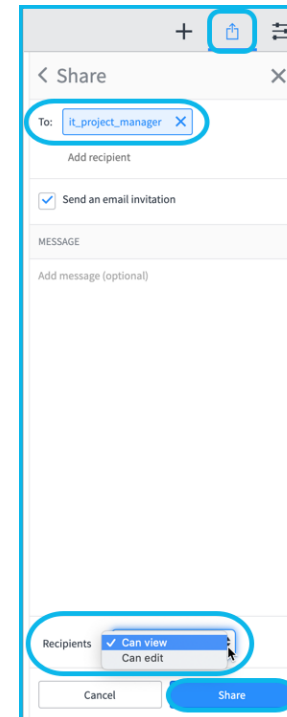 Share
To: it_project_manager
Add recipient
Send an email invitation
MESSAGE
Add message (optional)
Recipients Can view
Can edit
Cancel Share